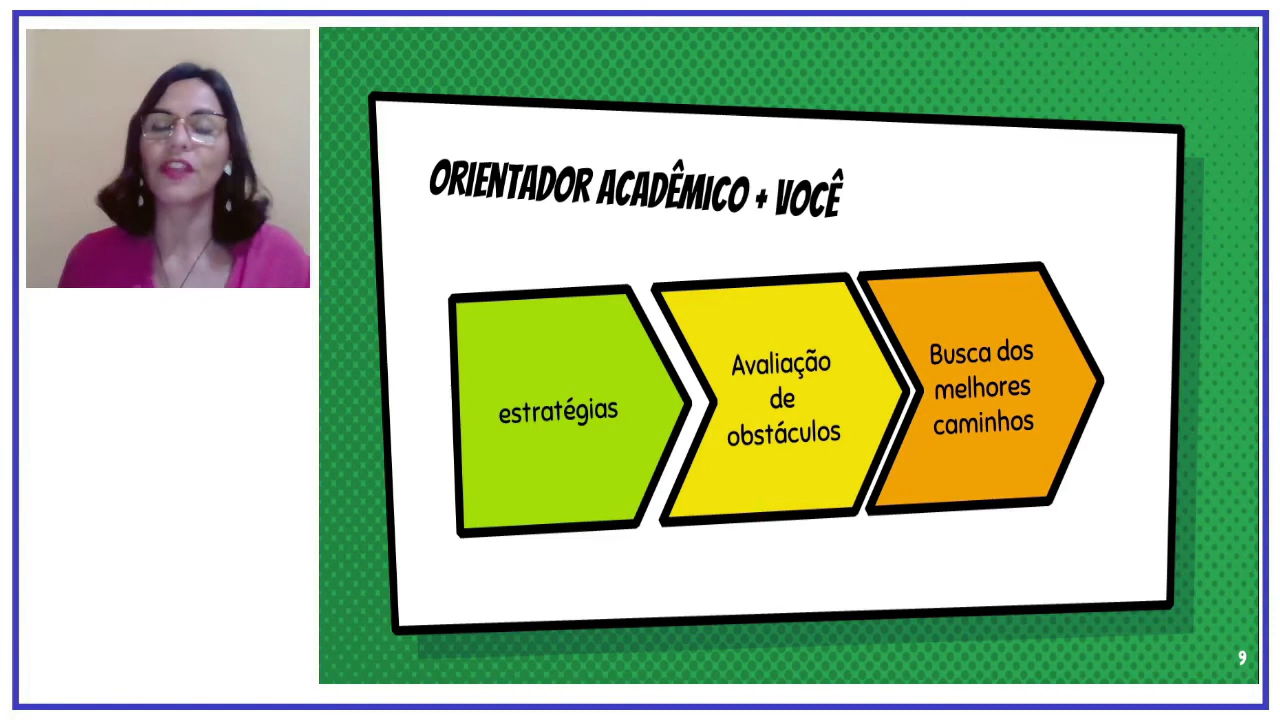 ORIENTADOR ACADÊMICO + VOCÊ
estratégias
Avaliação
de
obstáculos
Busca dos
melhores
caminhos
9